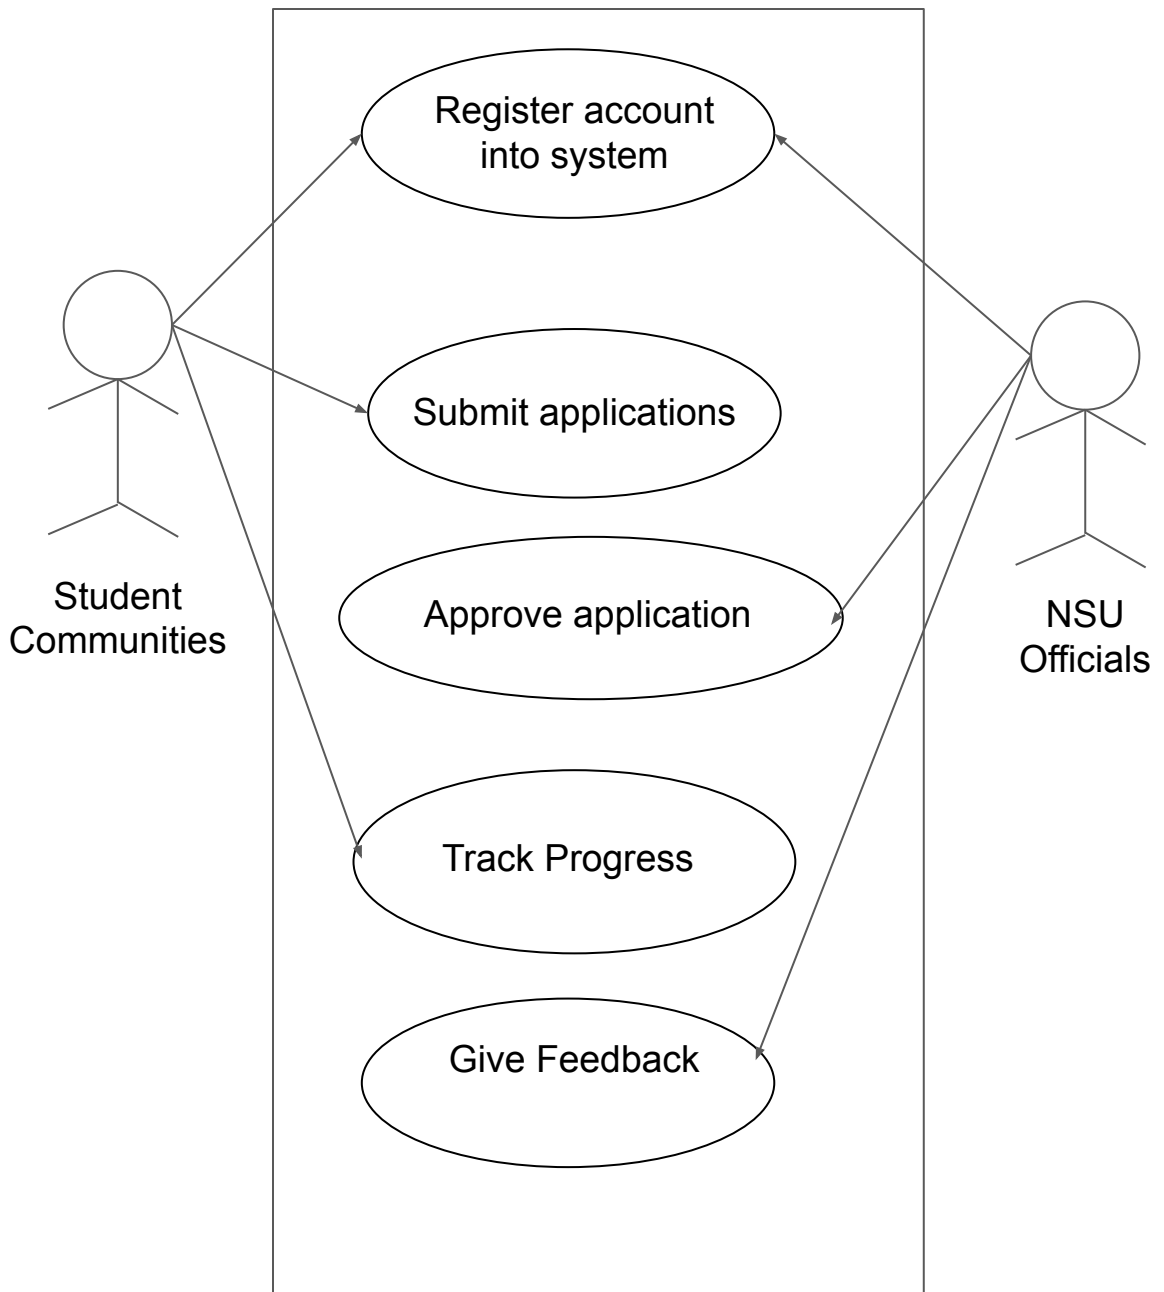 Register account
into system
Submit applications
Approve application
Student
Communities
NSU
Officials
Track Progress
Give Feedback